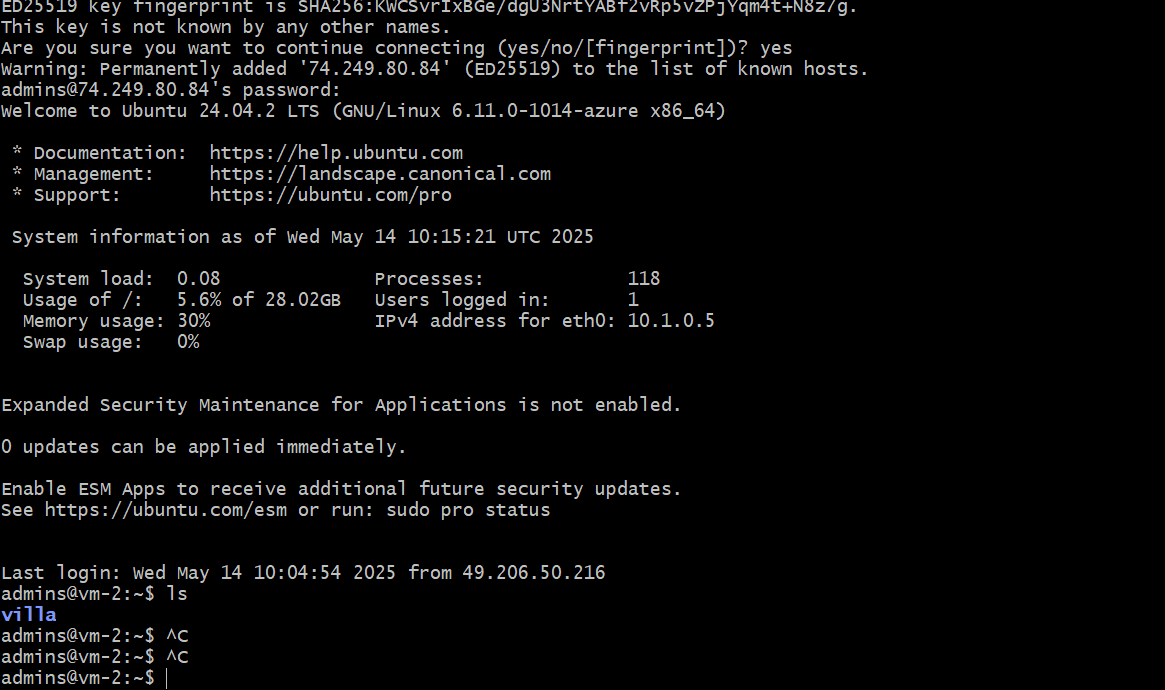 ED25519 key fingerprint is SHA256:KWCSvrIxBGe/dgU3NrtYABf2vRp5vZPjYqm4t+N8z7g.
This key is not known by any other names.
Are you sure you want to continue connecting (yes/no/[fingerprint])? yes
Warning: Permanently added '74.249.80.84' (ED25519) to the list of known hosts.
admins@74.249.80.84's password:
Welcome to Ubuntu 24.04.2 LTS (GNU/Linux 6.11.0-1014-azure x86_64)
* Documentation: https://help.ubuntu.com
* Management: https://landscape.canonical.com
* Support: https://ubuntu.com/pro
System information as of Wed May 14 10:15:21 UTC 2025
System load: 0.08 Processes: 118
Usage of /: 5.6% of 28.02GB Users logged in: 1
Memory usage: 30% IPv4 address for eth0: 10.1.0.5
Swap usage: 0%
Expanded Security Maintenance for Applications is not enabled.
0 updates can be applied immediately.
Enable ESM Apps to receive additional future security updates.
See https://ubuntu.com/esm or run: sudo pro status
Last login: Wed May 14 10:04:54 2025 from 49.206.50.216
admins@vm-2:~$ ls
villa
admins@vm-2:~$ ^C
admins@vm-2:~$ ^C
admins@vm-2:~$